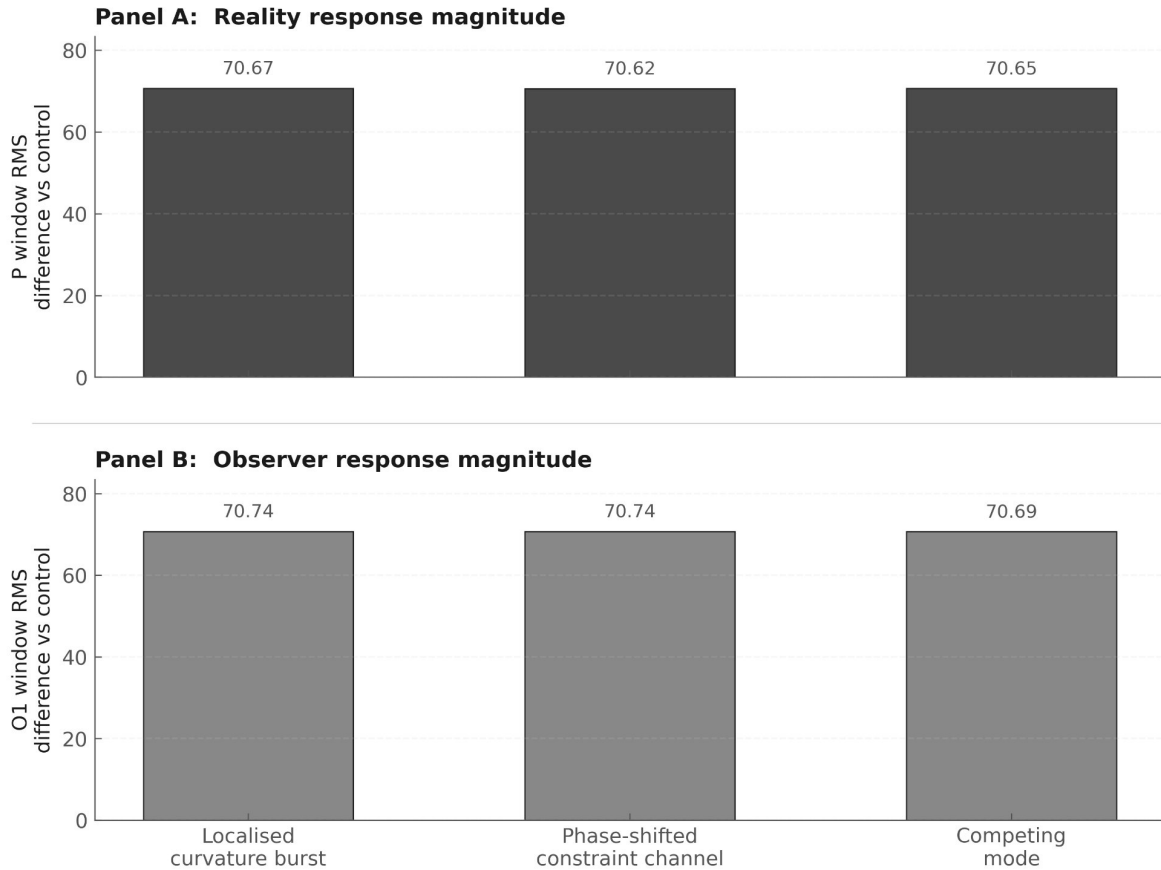 Panel A: Reality response magnitude
P window RMS
difference vs control
80
60
40
20
0
70.67
70.62
70.65
Panel B: Observer response magnitude
O1 window RMS
difference vs control
80
60
40
20
0
70.74
70.74
70.69
Localised
curvature burst
Phase-shifted
constraint channel
Competing
mode